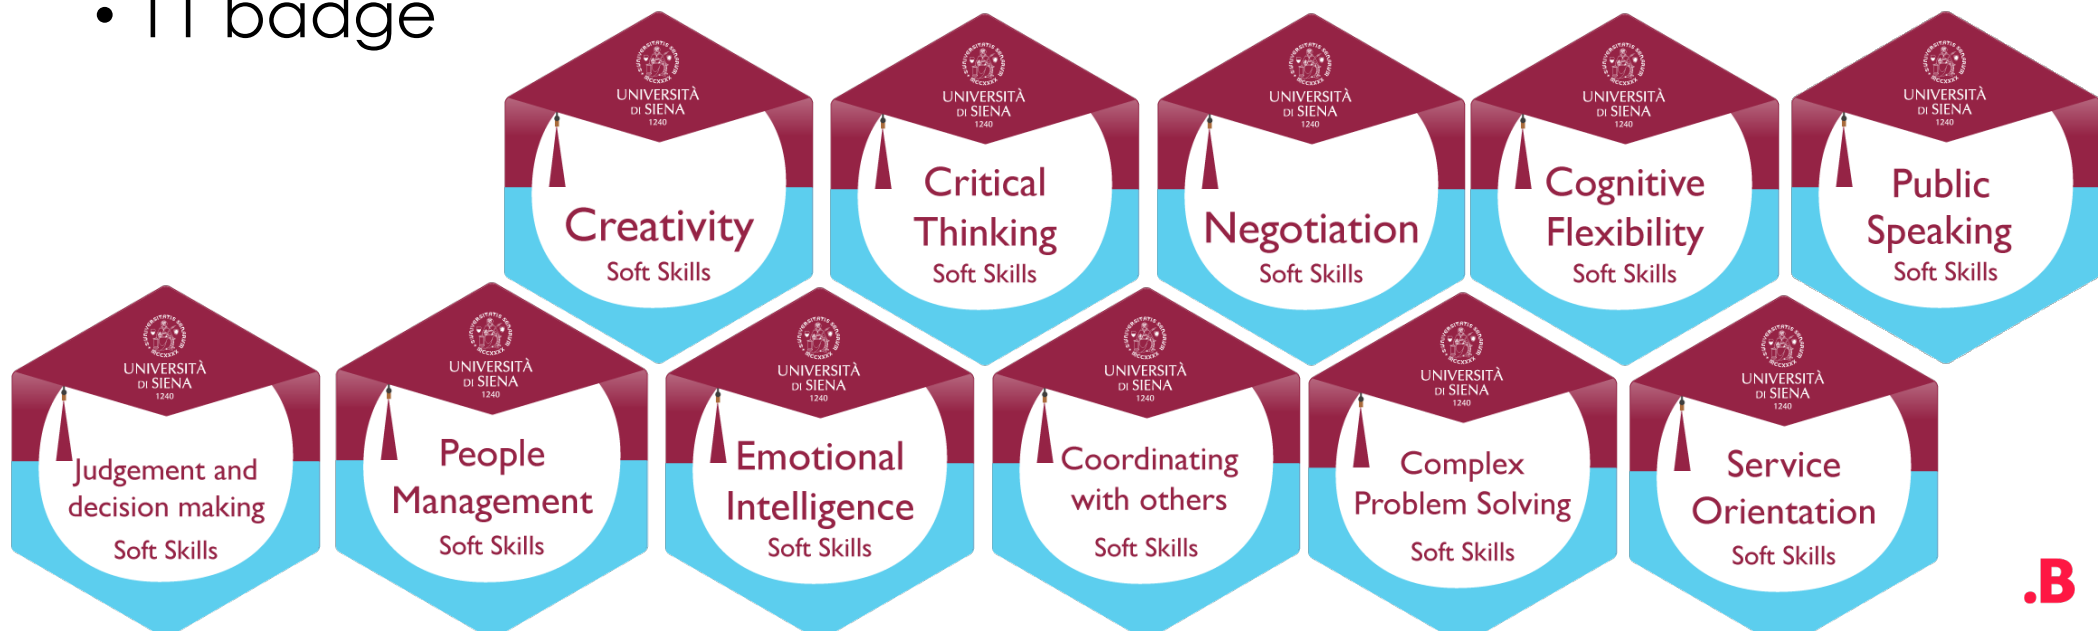 • 11 badge
UNIVERSITÀ
DI SIENA
1240
Creativity
Soft Skills
UNIVERSITÀ
DI SIENA
1240
Critical
Thinking
Soft Skills
UNIVERSITÀ
DI SIENA
1240
Negotiation
Soft Skills
UNIVERSITÀ
DI SIENA
1240
Cognitive
Flexibility
Soft Skills
UNIVERSITÀ
DI SIENA
1240
Public
Speaking
Soft Skills
UNIVERSITÀ
DI SIENA
1240
Judgement and
decision making
Soft Skills
UNIVERSITÀ
DI SIENA
1240
People
Management
Soft Skills
UNIVERSITÀ
DI SIENA
1240
Emotional
Intelligence
Soft Skills
UNIVERSITÀ
DI SIENA
1240
Coordinating
with others
Soft Skills
UNIVERSITÀ
DI SIENA
1240
Complex
Problem Solving
Soft Skills
UNIVERSITÀ
DI SIENA
1240
Service
Orientation
Soft Skills
.B